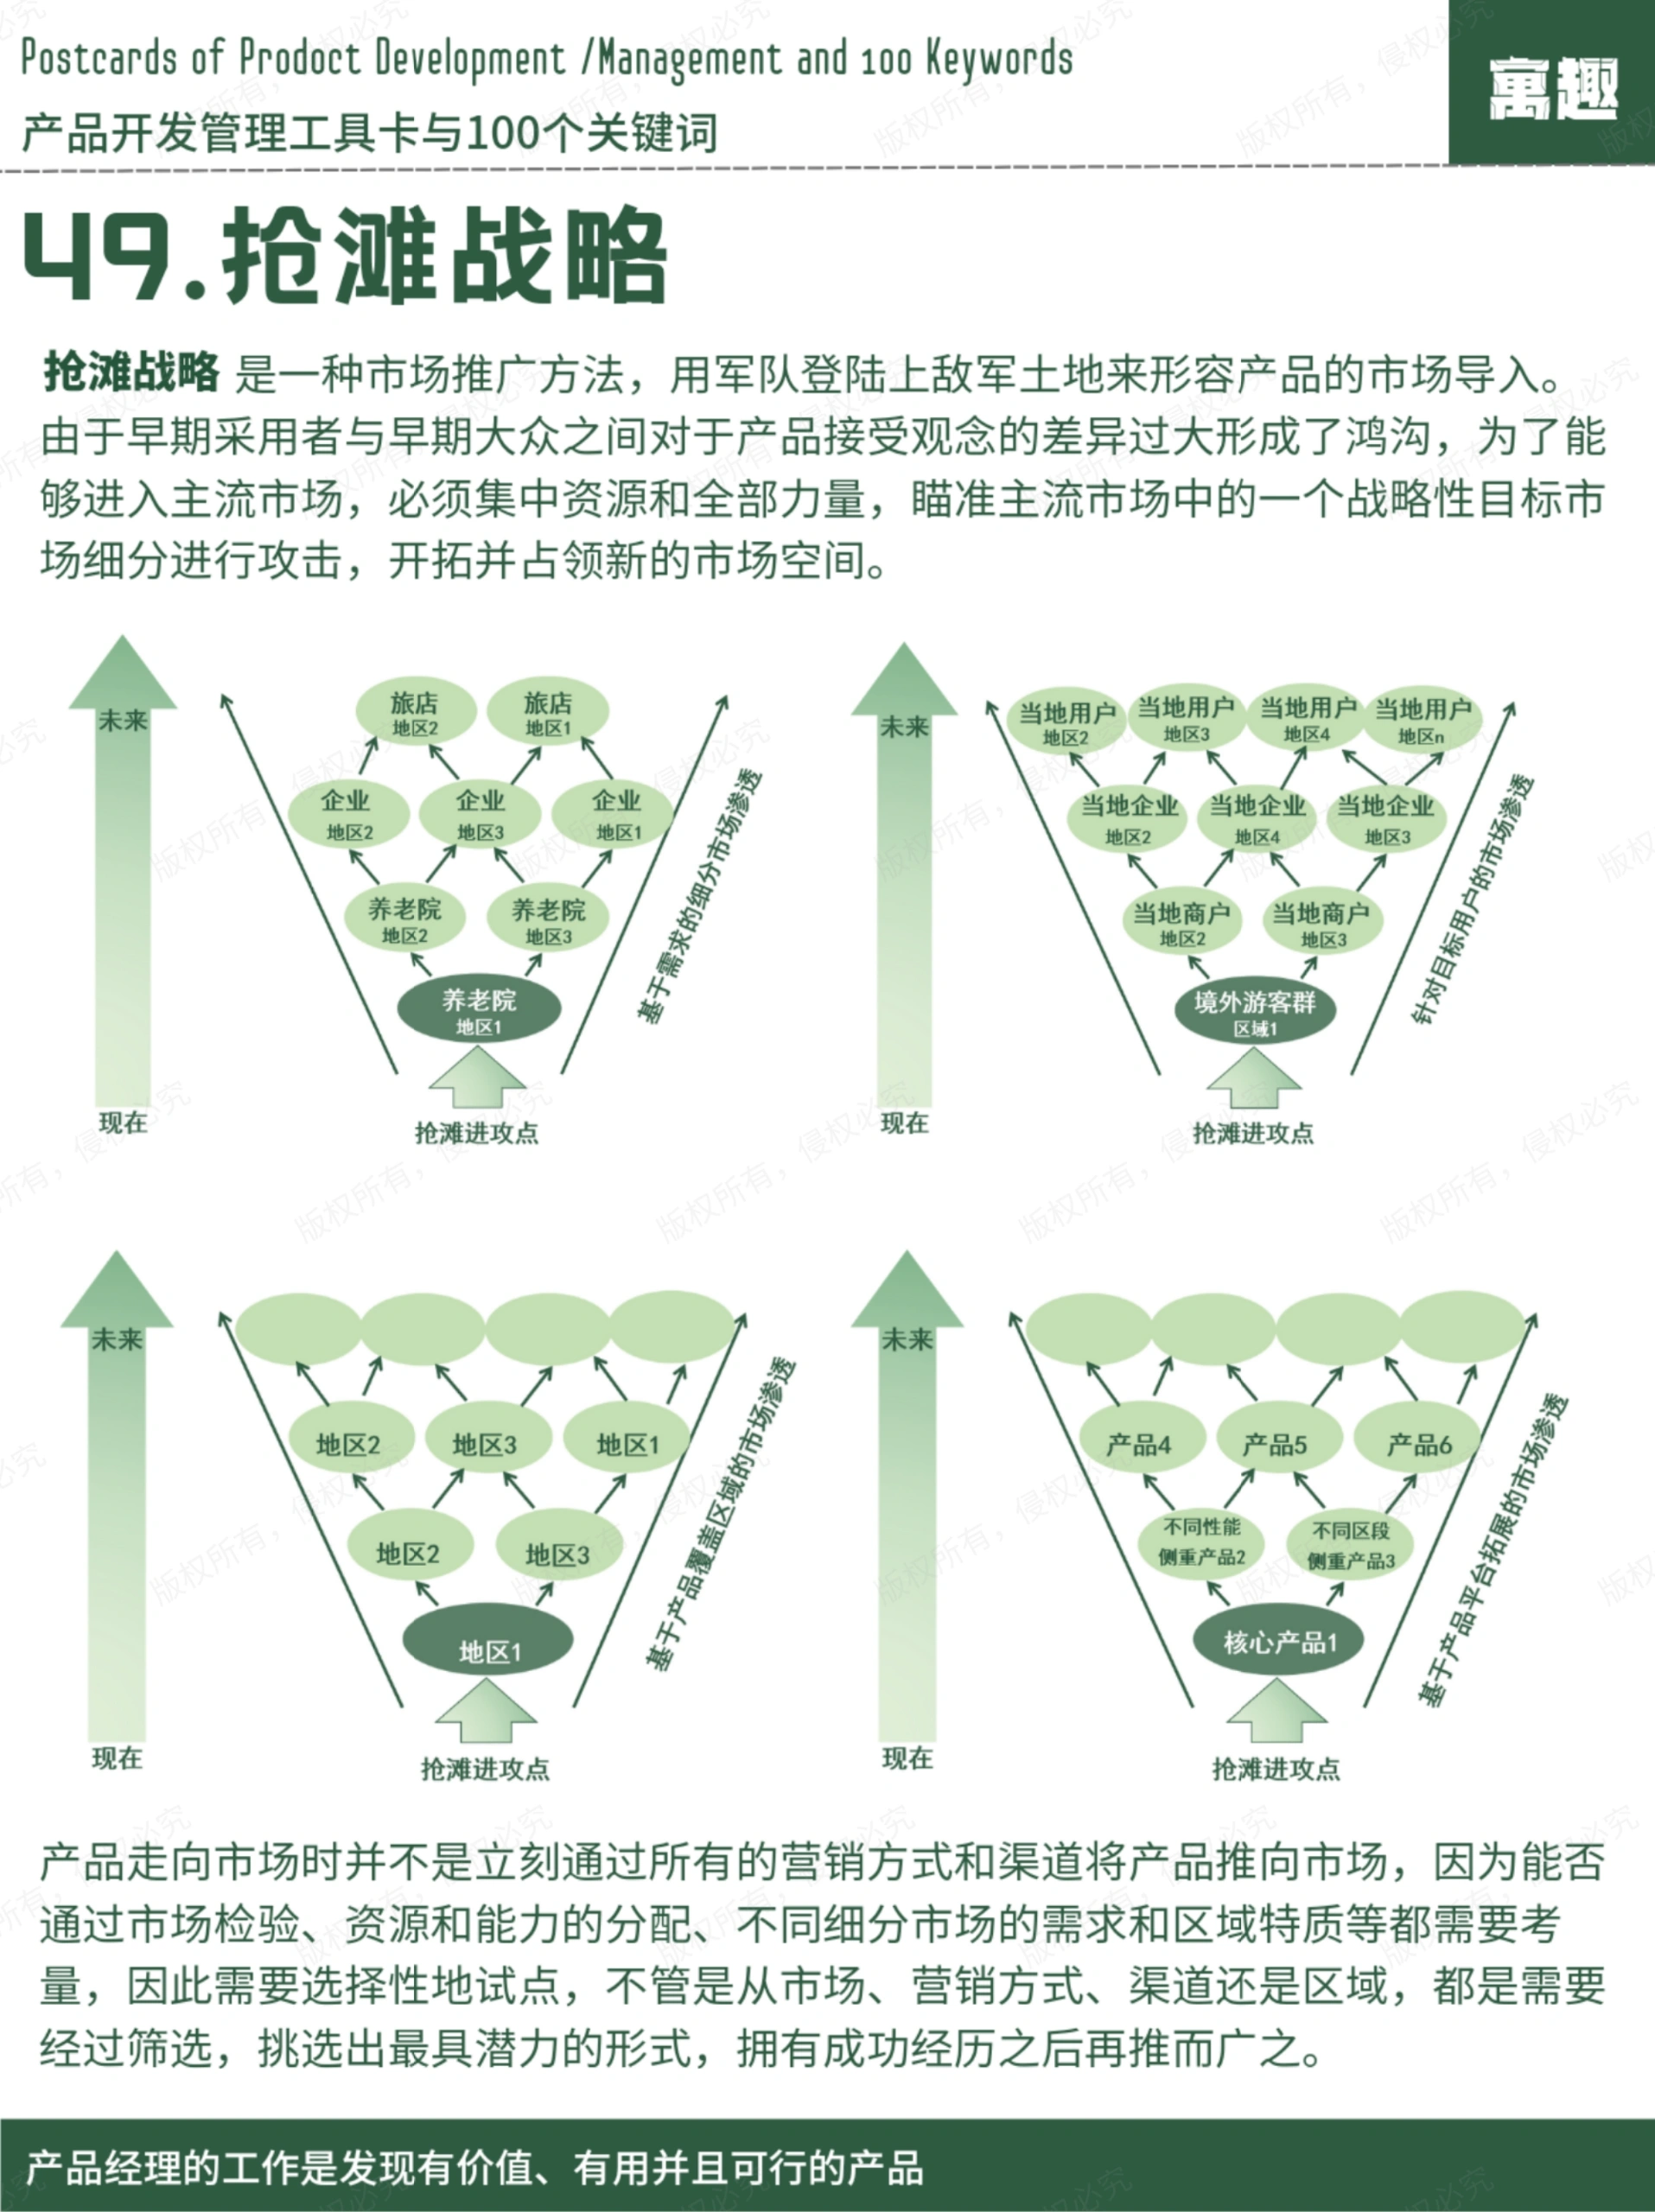 Postcards of Prodoct Development /Management and 100 Keywords
产品开发管理工具卡与100个关键词
寓趣
49.抢滩战略
抢滩战略 是一种市场推广方法，用军队登陆上敌军土地来形容产品的市场导入。
由于早期采用者与早期大众之间对于产品接受观念的差异过大形成了鸿沟，为了能
够进入主流市场，必须集中资源和全部力量，瞄准主流市场中的一个战略性目标市
场细分进行攻击，开拓并占领新的市场空间。
未来
旅店
地区2
旅店
地区1
企业
地区2
企业
地区3
企业
地区1
养老院
地区2
养老院
地区3
养老院
地区1
基于需求的细分市场渗透
现在
抢滩进攻点
未来
当地用户
地区2
当地用户
地区3
当地用户
地区4
当地用户
地区n
当地企业
地区2
当地企业
地区4
当地企业
地区3
当地商户
地区2
当地商户
地区3
境外游客群
区域1
针对目标用户的市场渗透
现在
抢滩进攻点
未来
地区2
地区3
地区1
地区2
地区3
地区1
基于产品覆盖区域的市场渗透
现在
抢滩进攻点
未来
产品4
产品5
产品6
不同性能
侧重产品2
不同区段
侧重产品3
核心产品1
基于产品平台拓展的市场渗透
现在
抢滩进攻点
产品走向市场时并不是立刻通过所有的营销方式和渠道将产品推向市场，因为能否
通过市场检验、资源和能力的分配、不同细分市场的需求和区域特质等都需要考
量，因此需要选择性地试点，不管是从市场、营销方式、渠道还是区域，都是需要
经过筛选，挑选出最具潜力的形式，拥有成功经历之后再推而广之。
产品经理的工作是发现有价值、有用并且可行的产品
版权所有，侵权必究